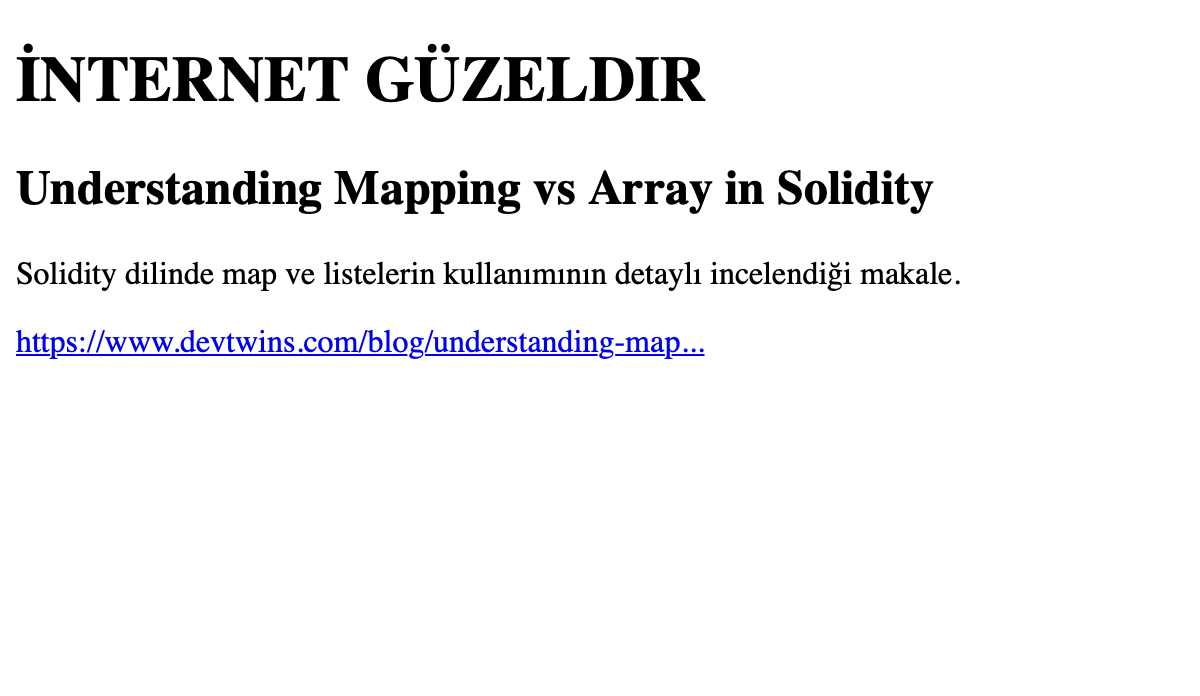 İNTERNET GÜZELDIR
Understanding Mapping vs Array in Solidity
Solidity dilinde map ve listelerin kullanımının detaylı incelendiği makale.
https://www.devtwins.com/blog/understanding-map...